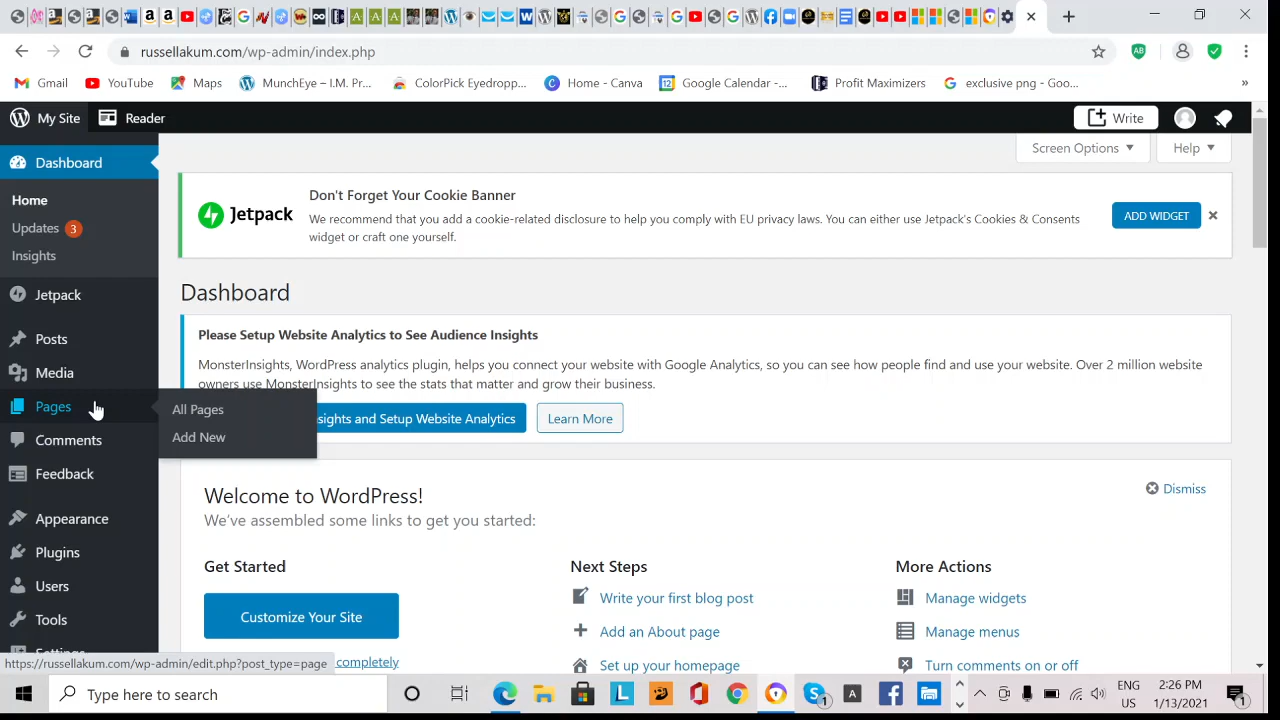 russellakum.com/wp-admin/index.php
Gmail
YouTube
Maps
MunchEye – I.M. Pr...
ColorPick Eyedropp...
Home - Canva
Google Calendar -...
Profit Maximizers
exclusive png - Goo...
»
My Site
Reader
Write
Dashboard
Screen Options
Help
Home
Updates 3
Insights
Jetpack
Posts
Media
Pages
All Pages
Add New
Comments
Feedback
Appearance
Plugins
Users
Tools
Settings
Jetpack
Don't Forget Your Cookie Banner
We recommend that you add a cookie-related disclosure to help you comply with EU privacy laws. You can either use Jetpack's Cookies & Consents
widget or craft one yourself.
ADD WIDGET
Dashboard
Please Setup Website Analytics to See Audience Insights
MonsterInsights, WordPress analytics plugin, helps you connect your website with Google Analytics, so you can see how people find and use your website. Over 2 million website
owners use MonsterInsights to see the stats that matter and grow their business.
sights and Setup Website Analytics
Learn More
Welcome to WordPress!
Dismiss
We've assembled some links to get you started:
Get Started
Customize Your Site
completely
Next Steps
Write your first blog post
Add an About page
Set up your homepage
More Actions
Manage widgets
Manage menus
Turn comments on or off
https://russellakum.com/wp-admin/edit.php?post_type=page
Type here to search
ENG
US
2:26 PM
1/13/2021